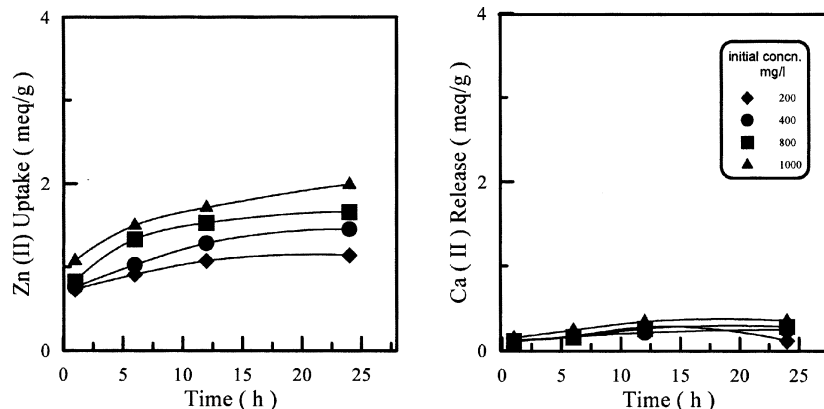 4
2
0
Zn (II) Uptake ( meq/g )
0 5 10 15 20 25
Time ( h )
4
2
0
Ca ( II ) Release ( meq/g )
0 5 10 15 20 25
Time ( h )
initial concn.
mg/l
200
400
800
1000